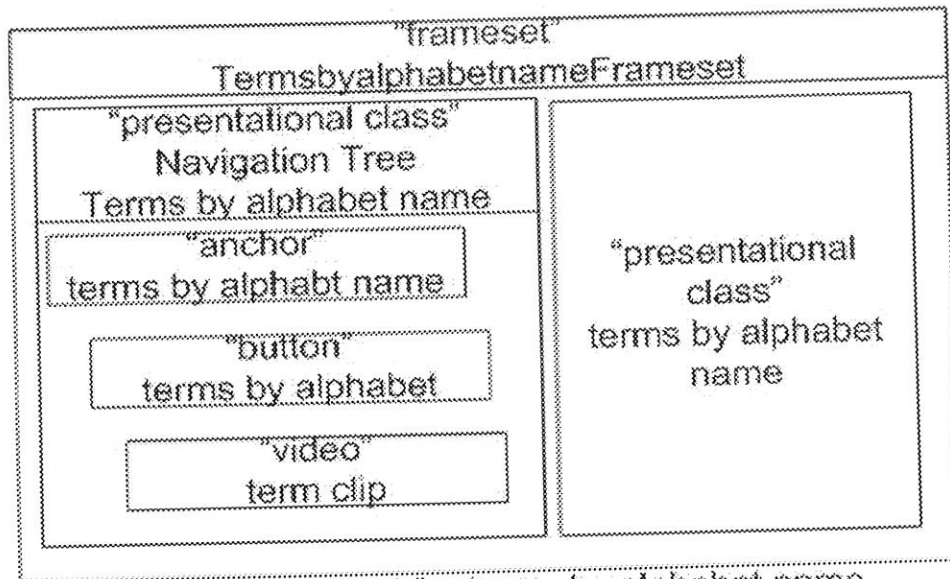 "frameset"
TermsbyalphabetnameFrameset
"presentational class"
Navigation Tree
Terms by alphabet name
"anchor"
terms by alphabt name
"button"
terms by alphabet
"video"
term clip
"presentational
class"
terms by alphabet
name